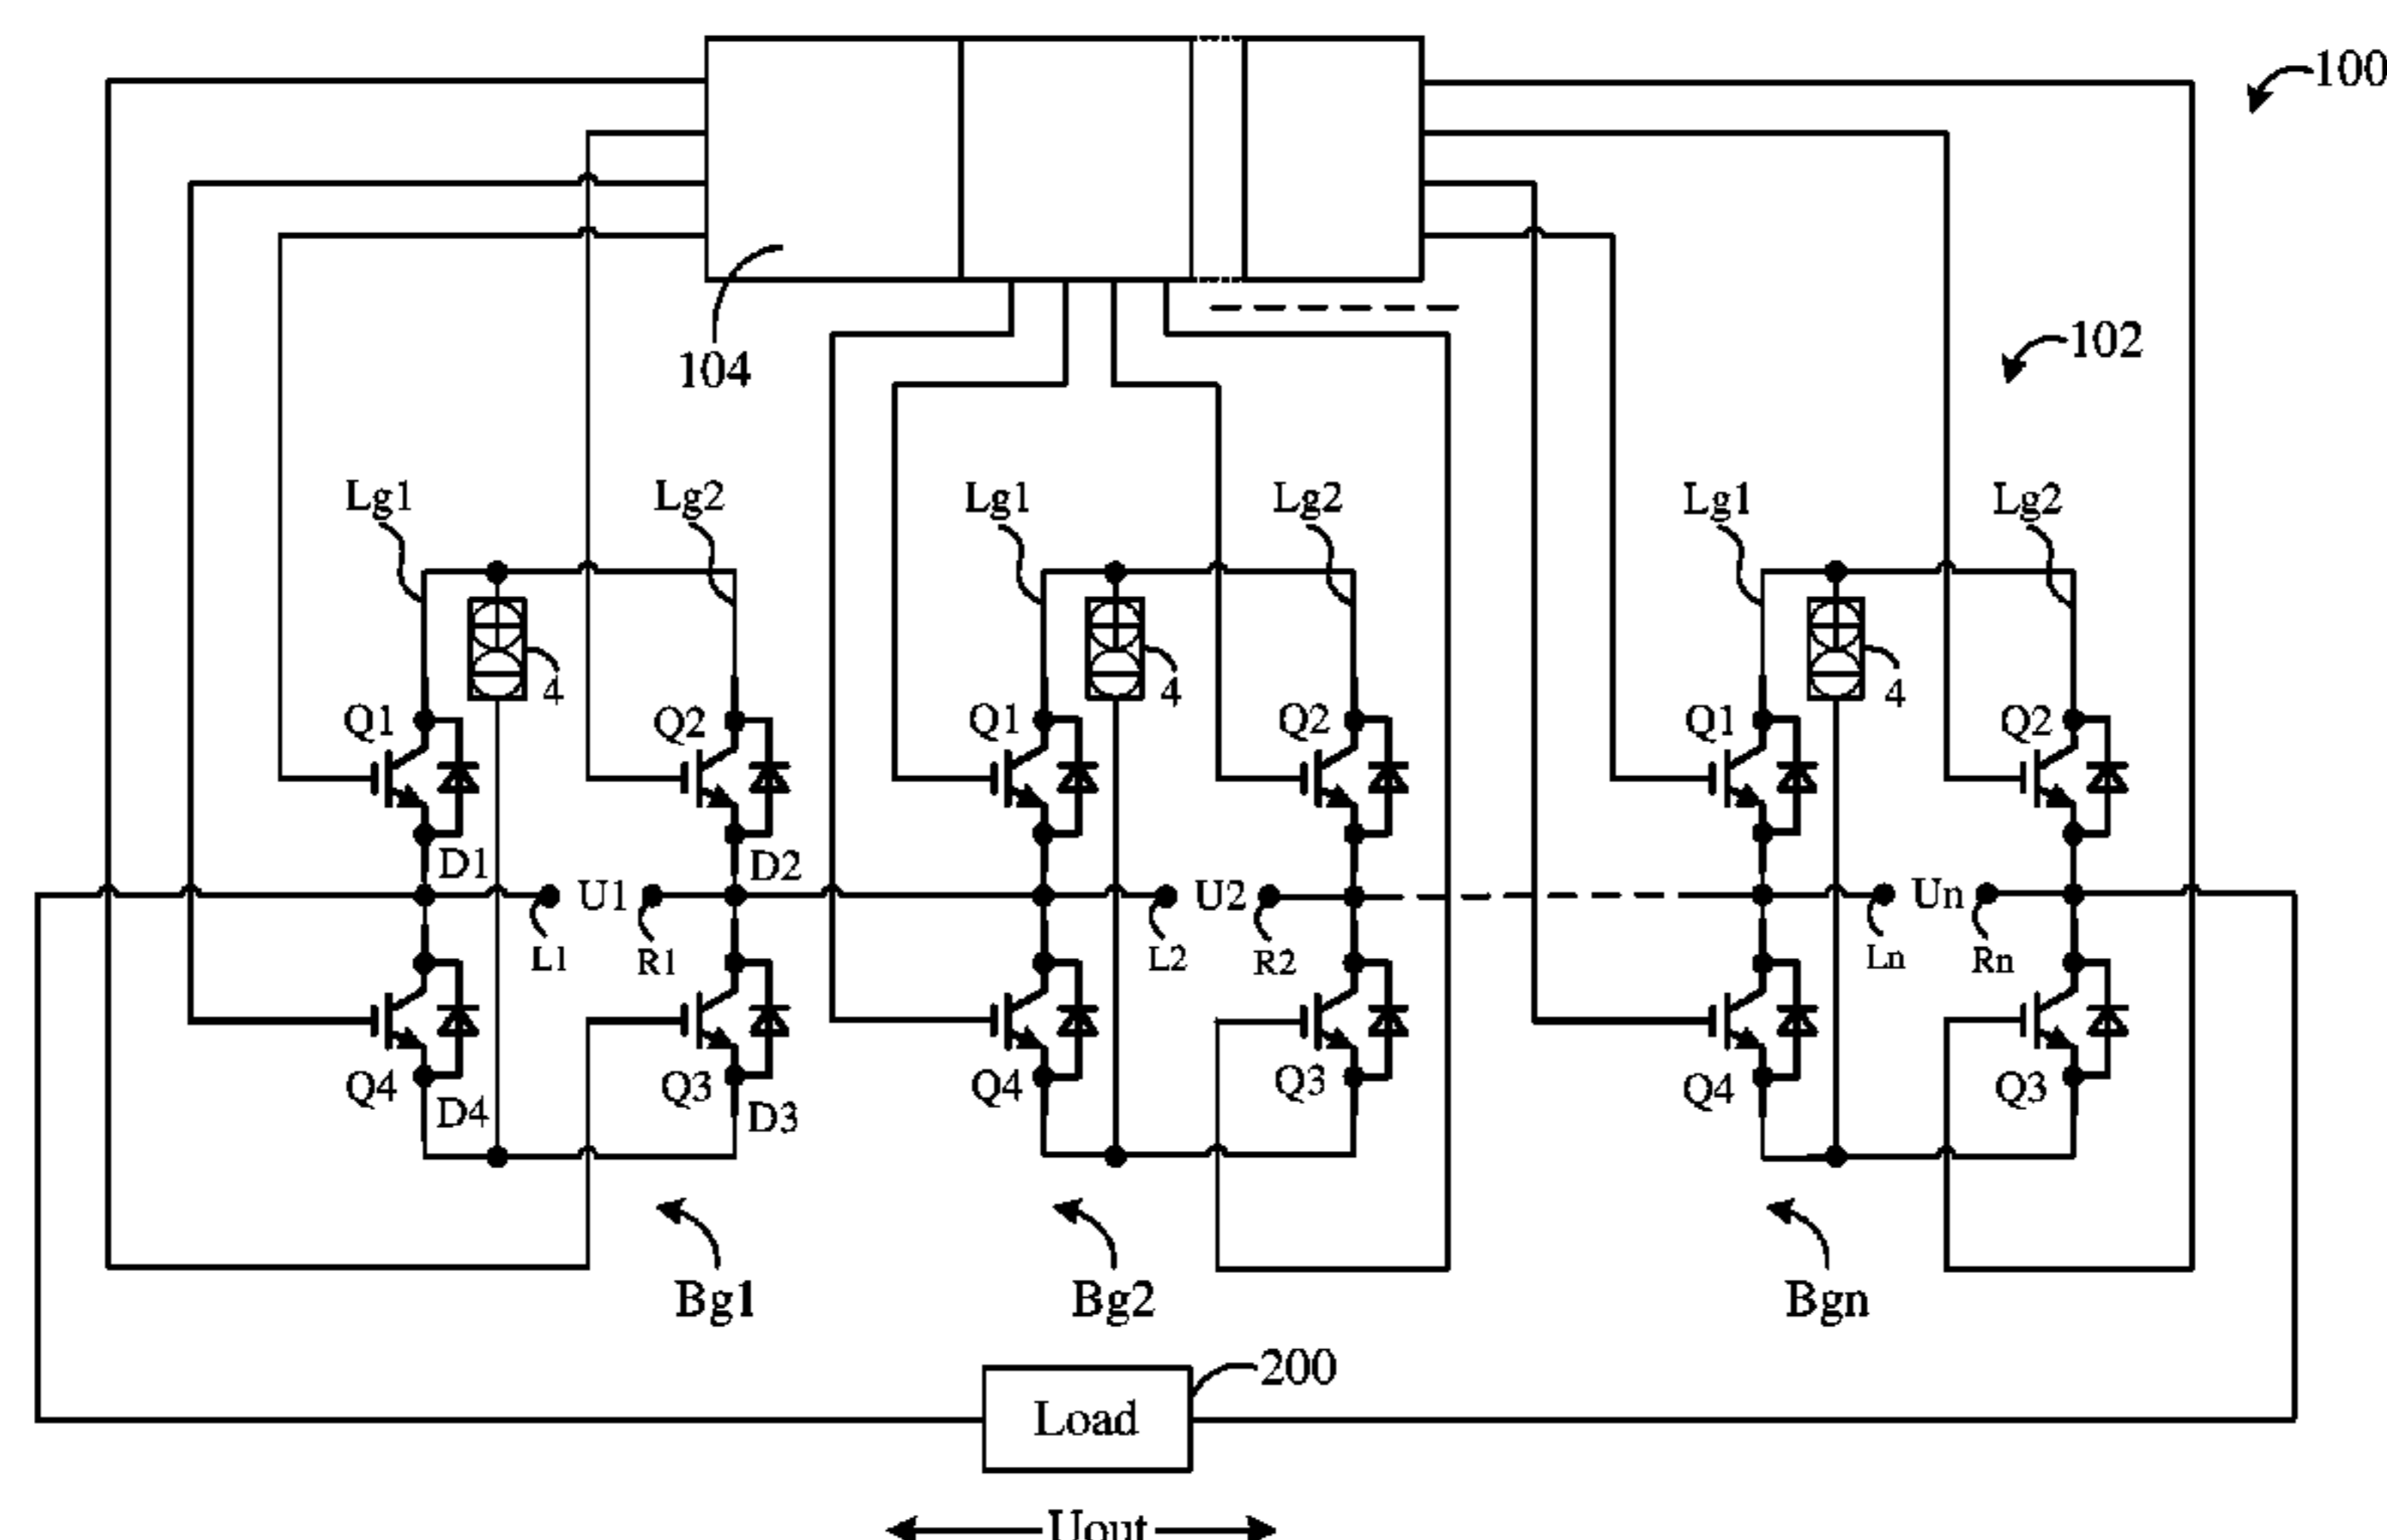 100
104
102
Lg1 Lg2 Lg1 Lg2 Lg1 Lg2
4 4 4
Q1 Q2 Q1 Q2 Q1 Q2
D1 D2
U1 U2 Un
L1 R1 L2 R2 Ln Rn
Q4 Q3 Q4 Q3 Q4 Q3
D4 D3
Bg1 Bg2 Bgn
200
Load
Uout